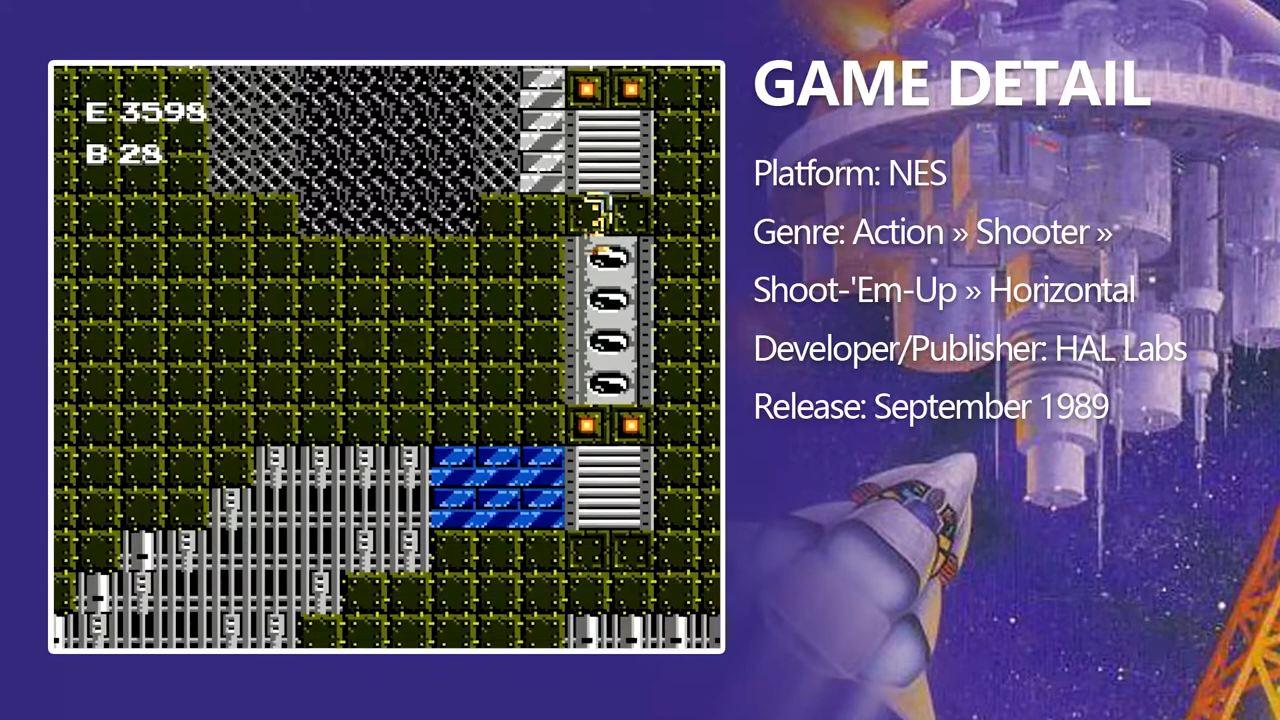 E 3598
B 28
GAME DETAIL
Platform: NES
Genre: Action » Shooter »
Shoot-'Em-Up » Horizontal
Developer/Publisher: HAL Labs
Release: September 1989